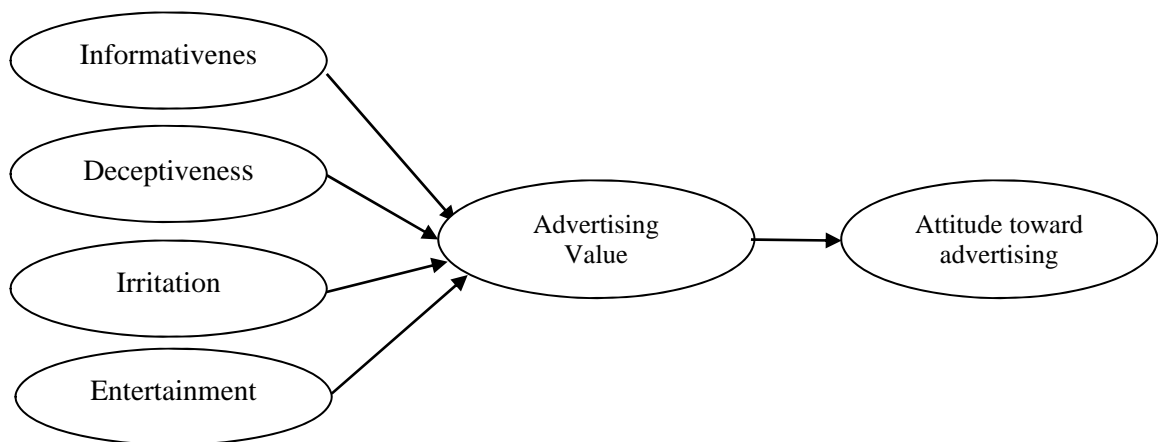 Informativenes
Deceptiveness
Irritation
Entertainment
Advertising
Value
Attitude toward
advertising